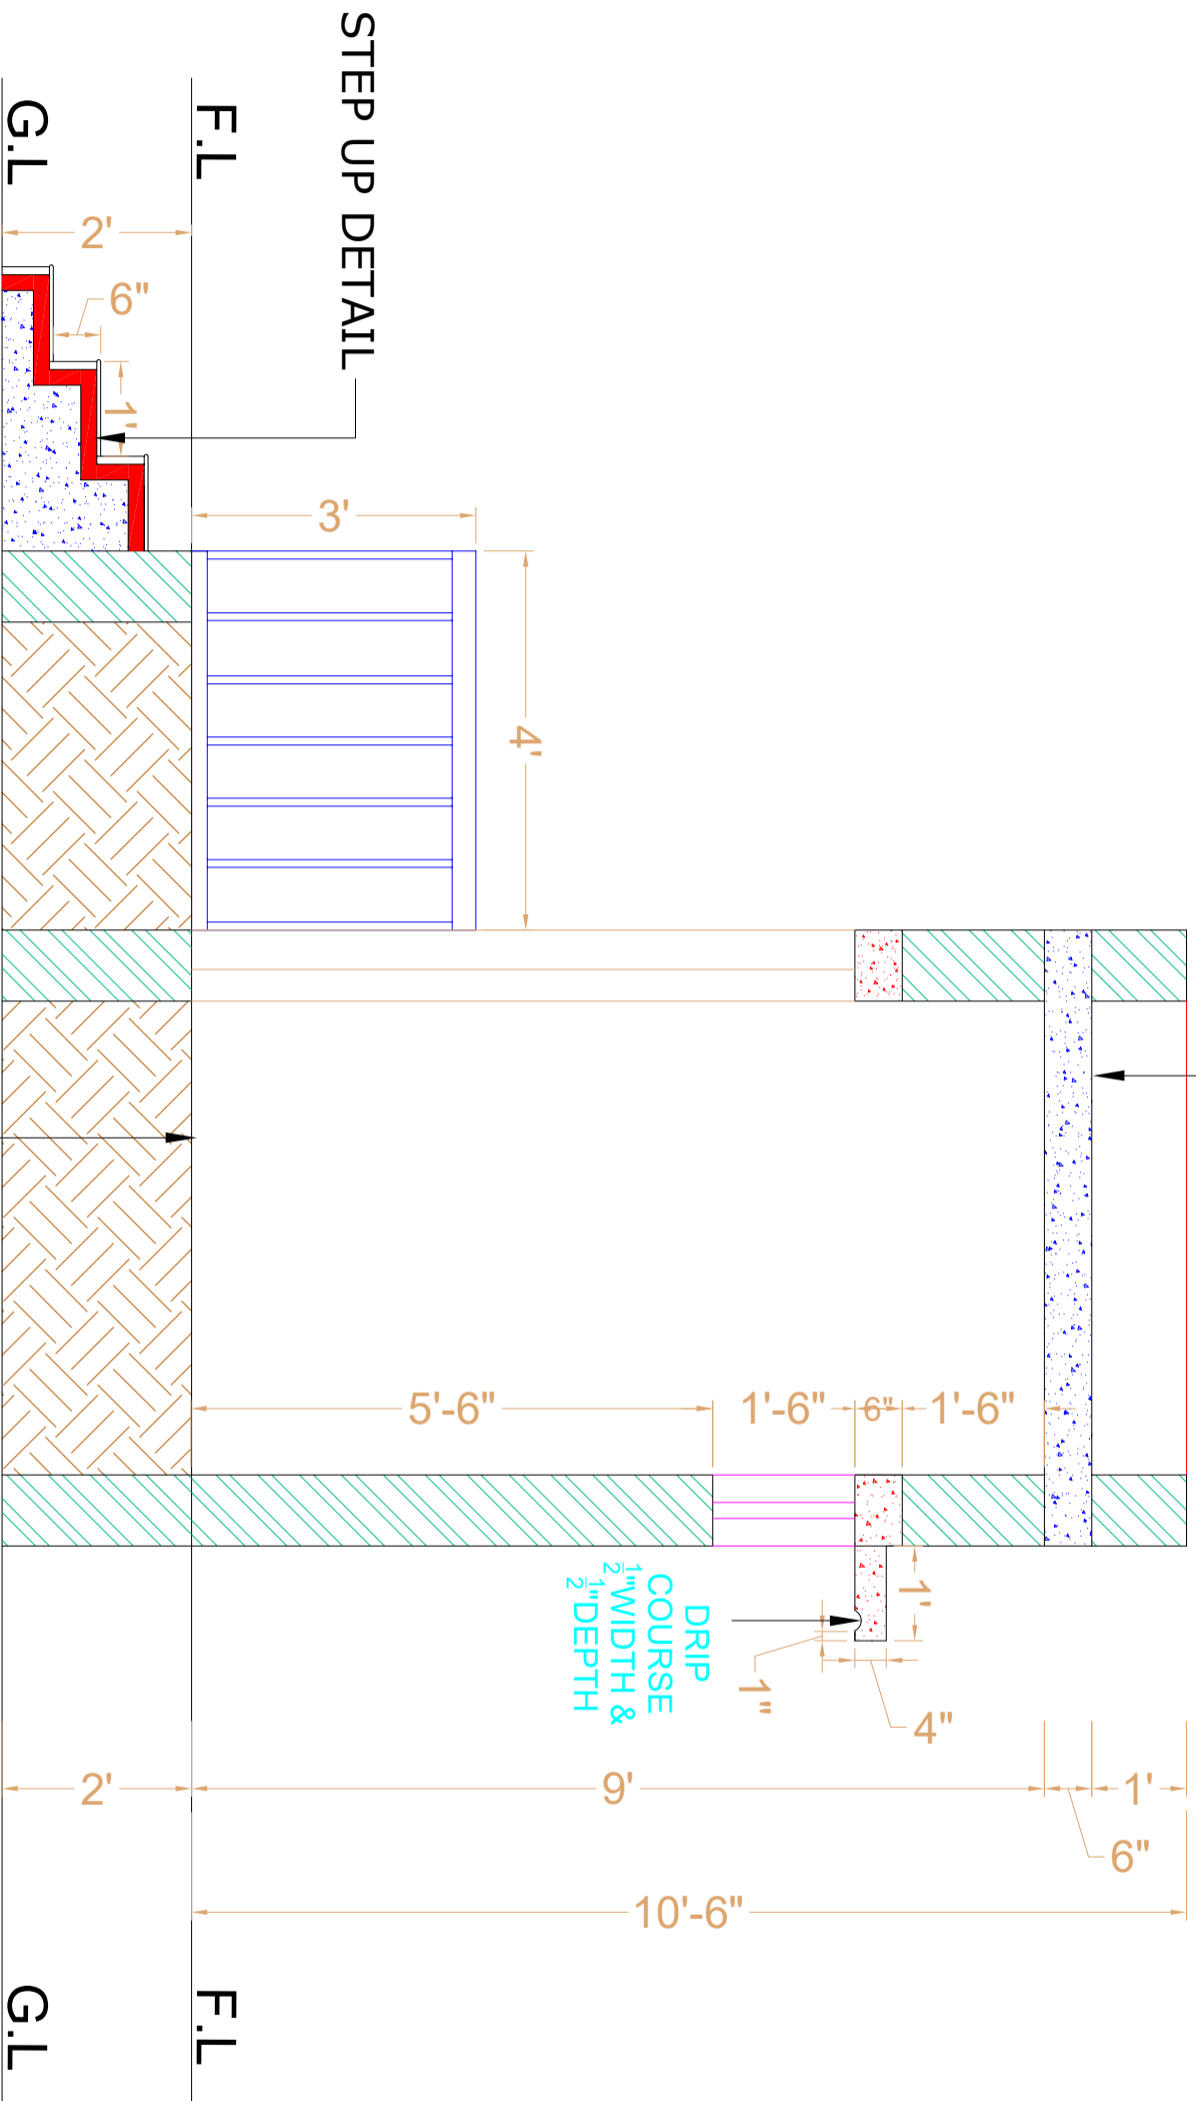 STEP UP DETAIL
F.L
G.L
2'
6"
1'
3'
4'
5'-6"
1'-6"
6"
1'-6"
1'
DRIP
COURSE
1/2"WIDTH &
1/2"DEPTH
1"
4"
2'
9'
1'
6"
10'-6"
F.L
G.L